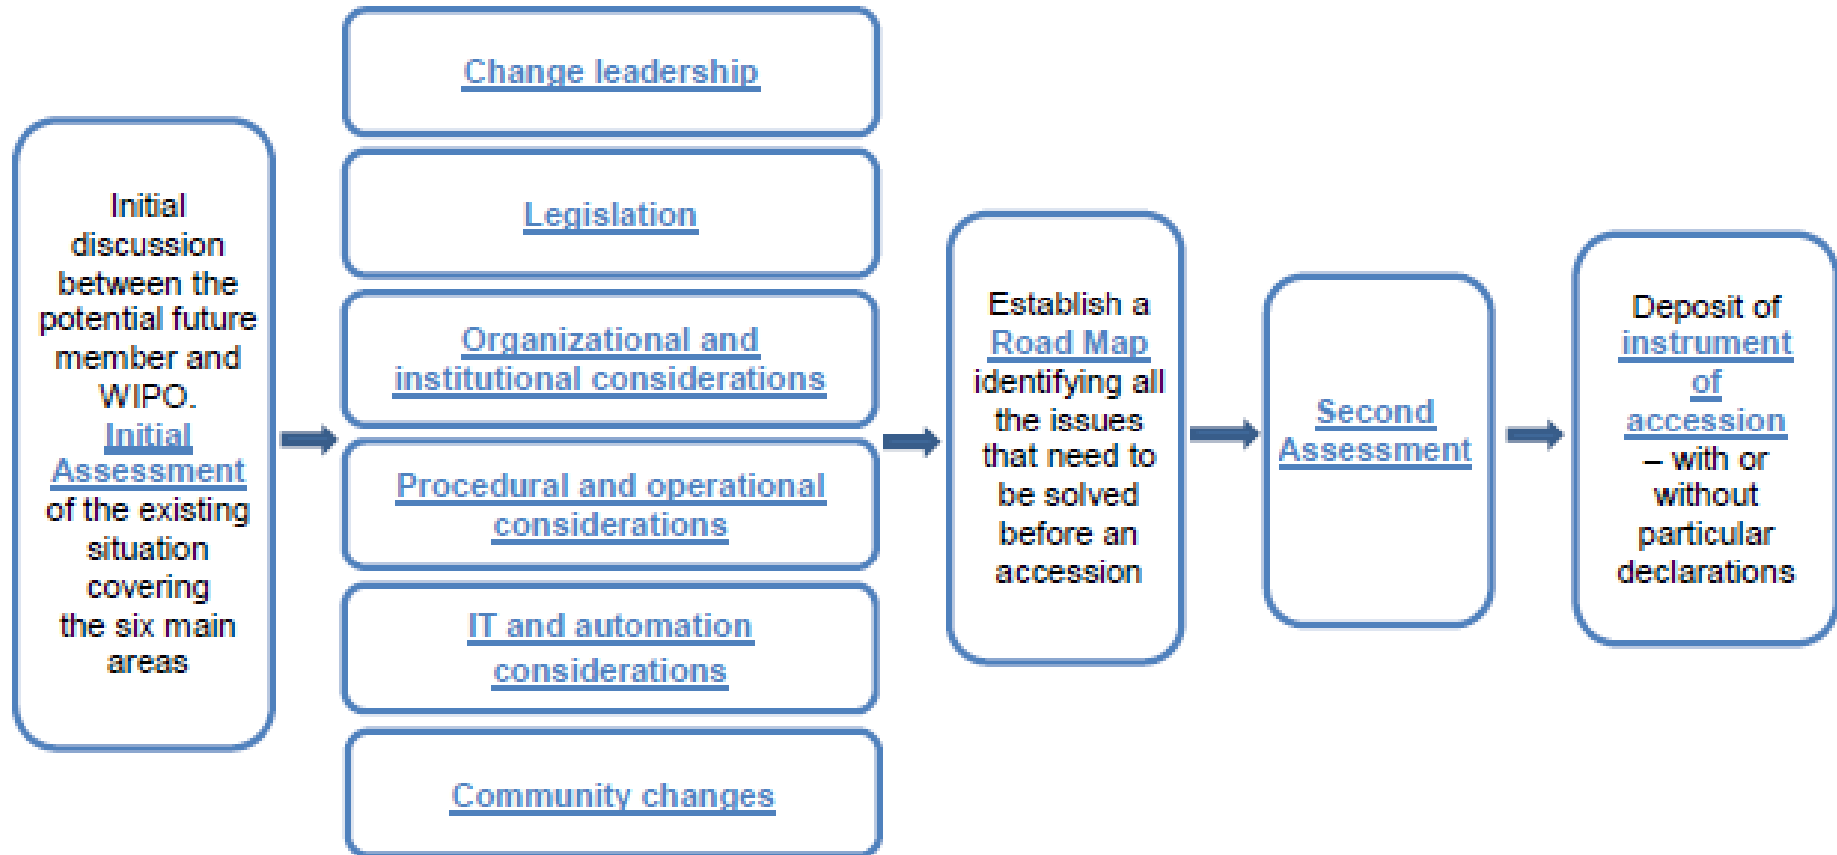 Initial
discussion
between the
potential future
member and
WIPO.
Initial
Assessment
of the existing
situation
covering
the six main
areas
Change leadership
Legislation
Organizational and
institutional considerations
Procedural and operational
considerations
IT and automation
considerations
Community changes
Establish a
Road Map
identifying all
the issues
that need to
be solved
before an
accession
Second
Assessment
Deposit of
instrument
of
accession
– with or
without
particular
declarations